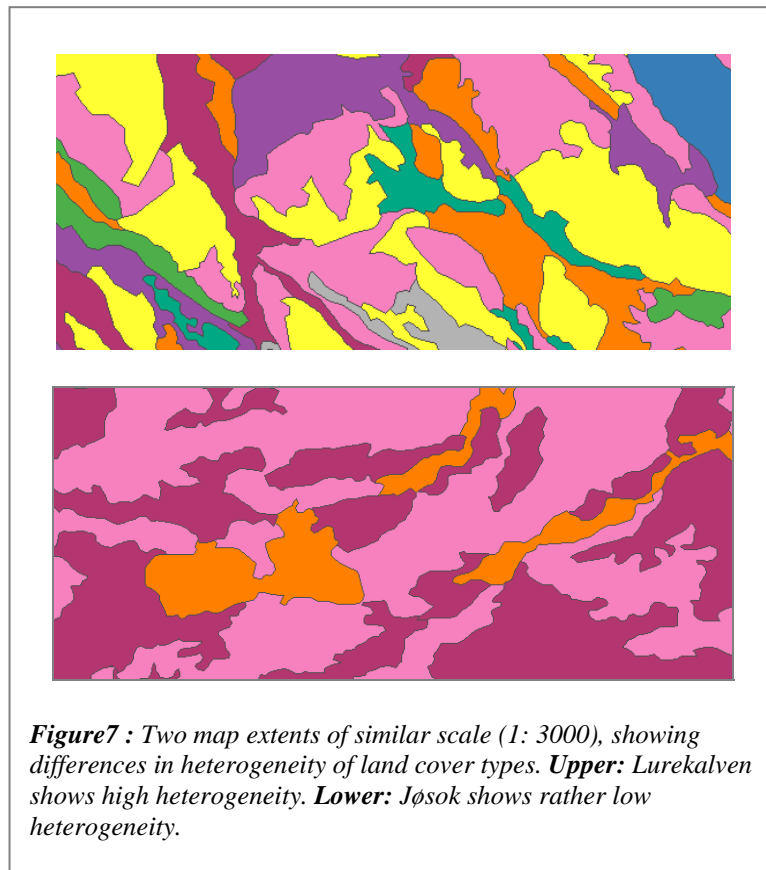 Figure7 : Two map extents of similar scale (1: 3000), showing
differences in heterogeneity of land cover types. Upper: Lurekalven
shows high heterogeneity. Lower: Jøsok shows rather low
heterogeneity.